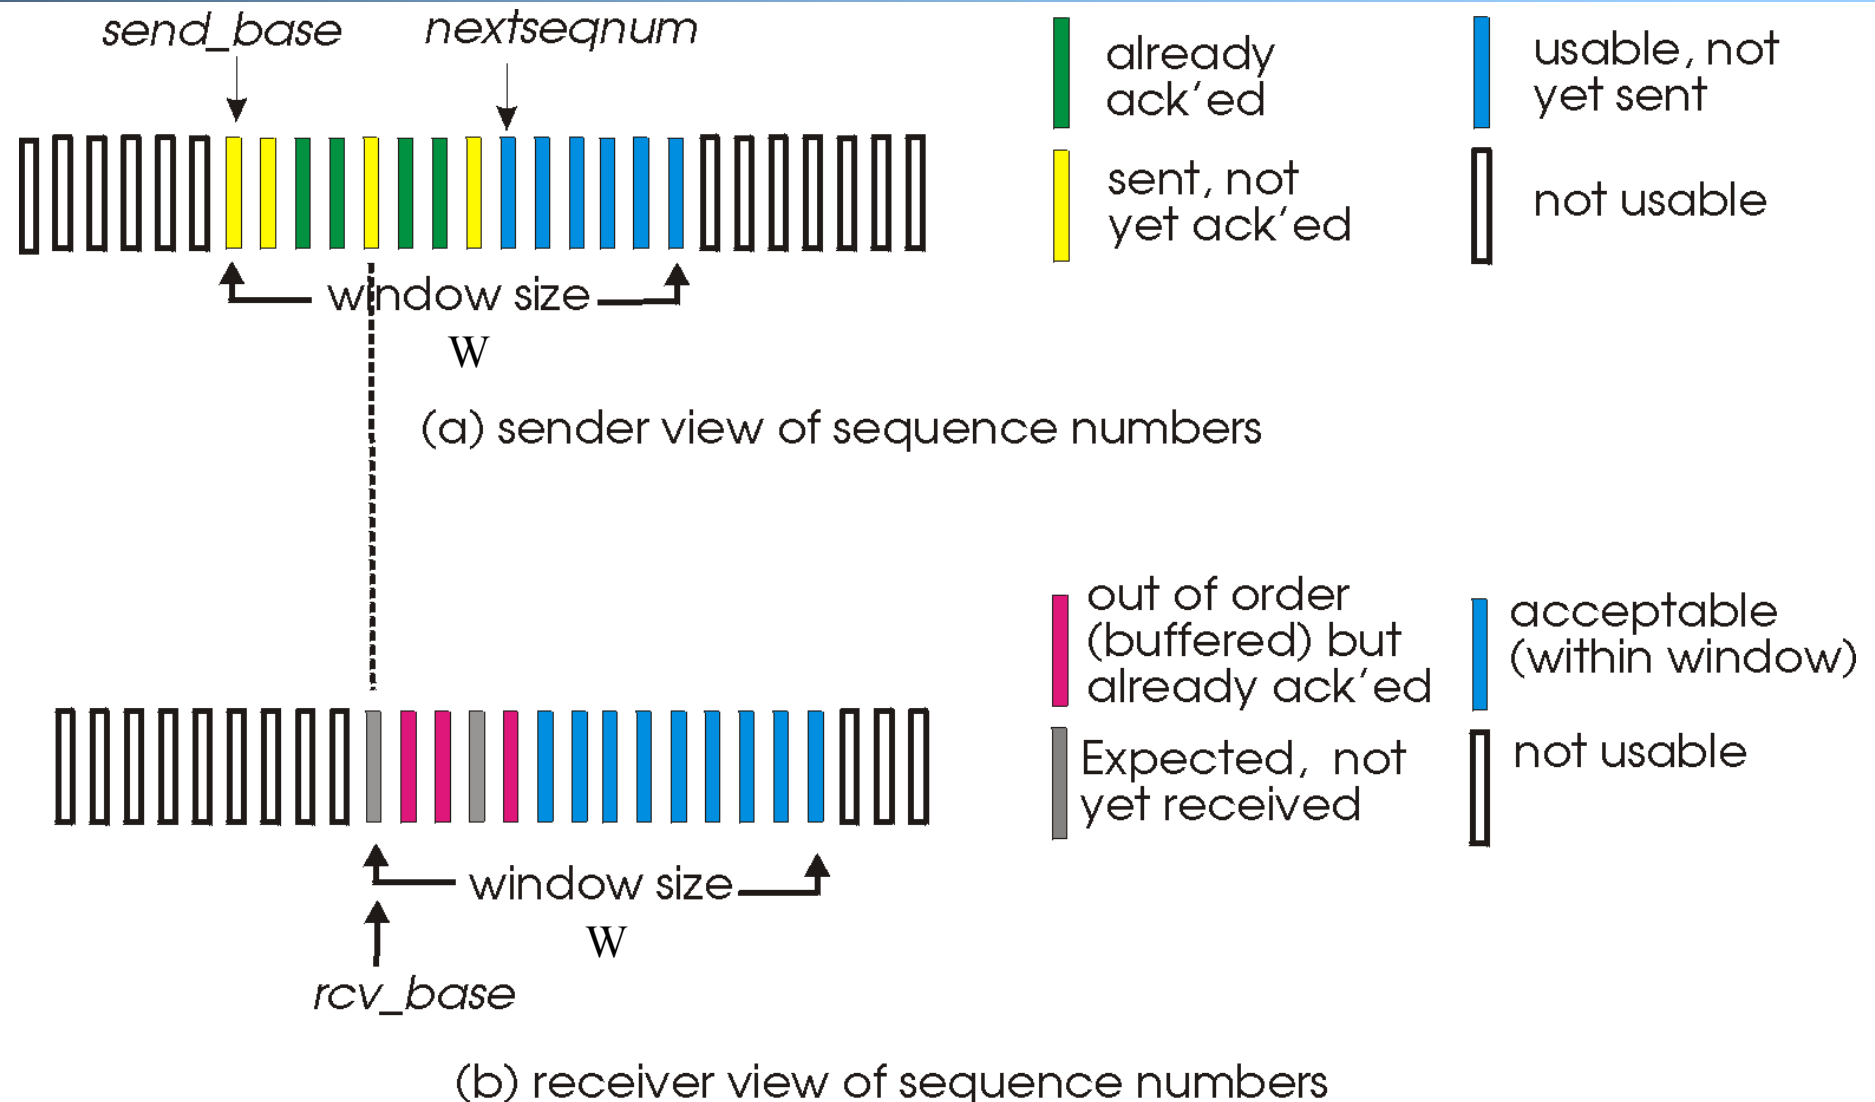 send_base
nextseqnum
already
ack'ed
usable, not
yet sent
sent, not
yet ack'ed
not usable
window size
W
(a) sender view of sequence numbers
out of order
(buffered) but
already ack'ed
acceptable
(within window)
Expected, not
yet received
not usable
window size
W
rcv_base
(b) receiver view of sequence numbers